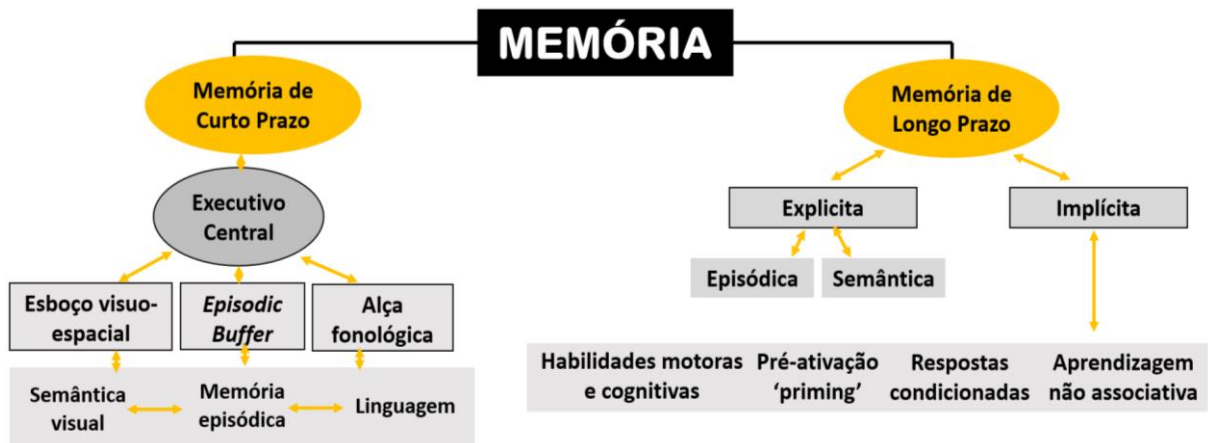 MEMÓRIA
Memória de
Curto Prazo
Executivo
Central
Esboço visuo-
espacial
Episodic
Buffer
Alça
fonológica
Semântica
visual
Memória
episódica
Linguagem
Memória de
Longo Prazo
Explicita
Implícita
Episódica
Semântica
Habilidades motoras
e cognitivas
Pré-ativação
‘priming’
Respostas
condicionadas
Aprendizagem
não associativa